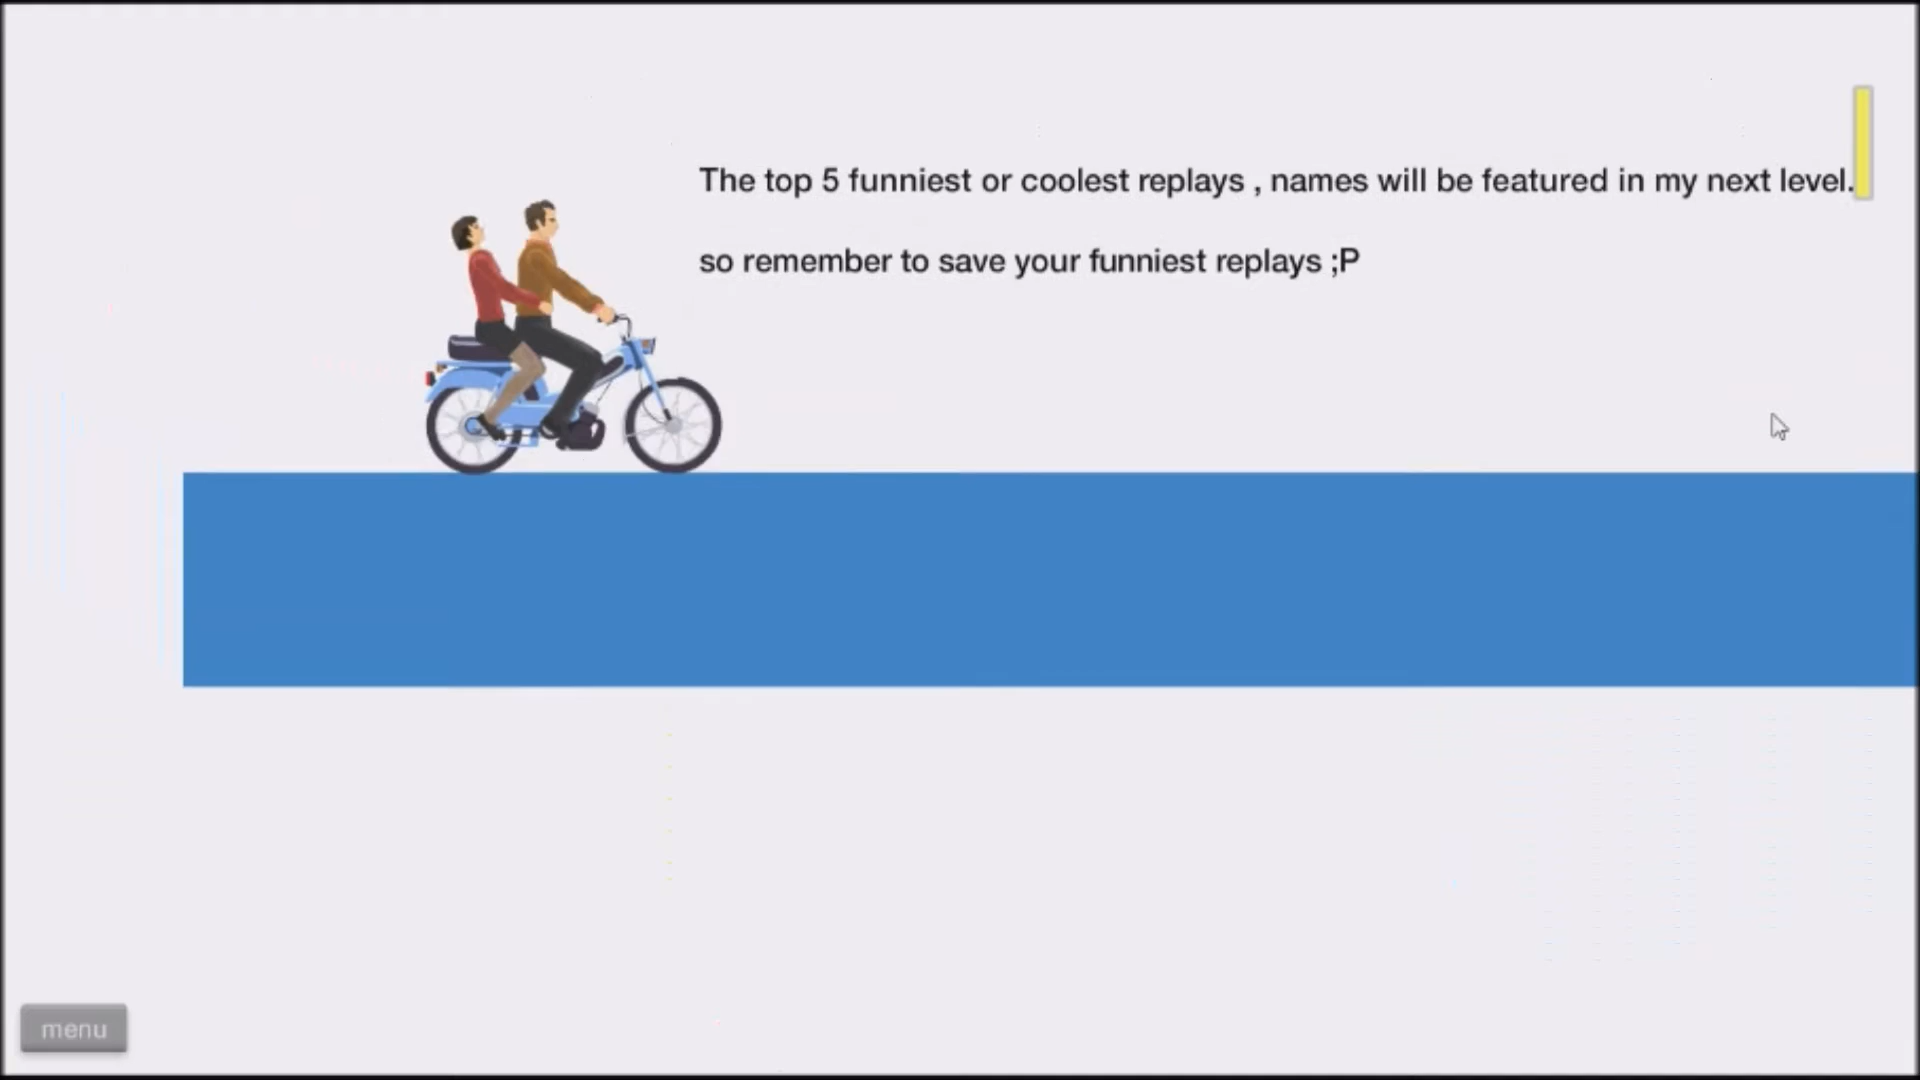 The top 5 funniest or coolest replays , names will be featured in my next level.
so remember to save your funniest replays ;P
menu